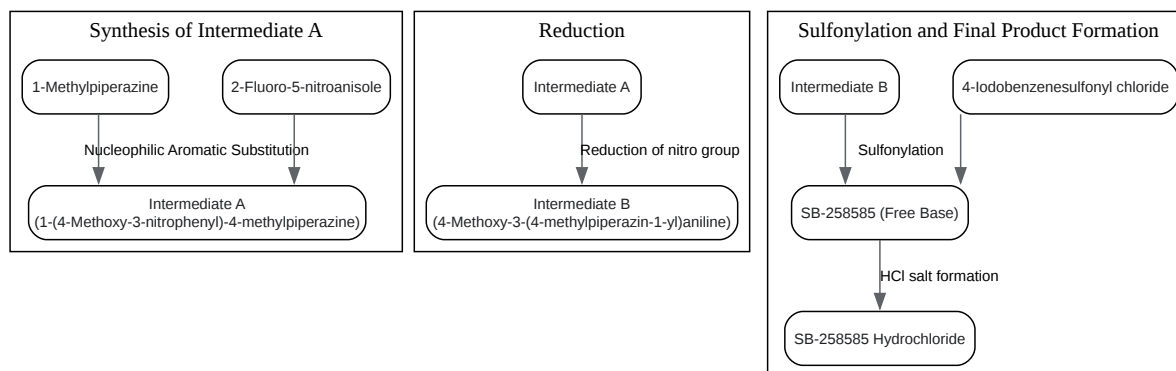 Synthesis of Intermediate A
1-Methylpiperazine
2-Fluoro-5-nitroanisole
Nucleophilic Aromatic Substitution
Intermediate A
(1-(4-Methoxy-3-nitrophenyl)-4-methylpiperazine)
Reduction
Intermediate A
Reduction of nitro group
Intermediate B
(4-Methoxy-3-(4-methylpiperazin-1-yl)aniline)
Sulfonylation and Final Product Formation
Intermediate B
4-Iodobenzenesulfonyl chloride
Sulfonylation
SB-258585 (Free Base)
HCl salt formation
SB-258585 Hydrochloride